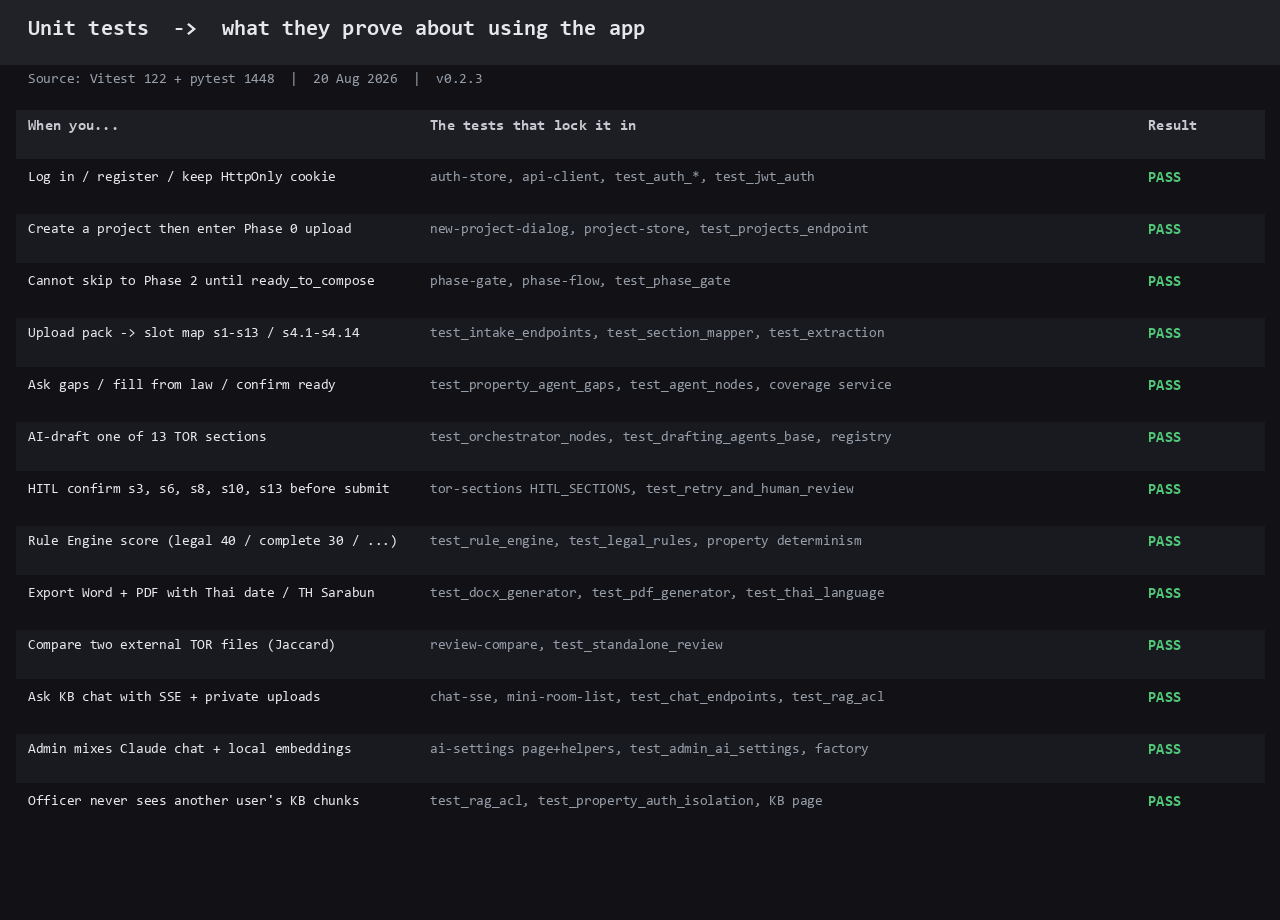 Unit tests -> what they prove about using the app
Source: Vitest 122 + pytest 1448 | 20 Aug 2026 | v0.2.3
When you... The tests that lock it in Result
Log in / register / keep HttpOnly cookie auth-store, api-client, test_auth_*, test_jwt_auth PASS
Create a project then enter Phase 0 upload new-project-dialog, project-store, test_projects_endpoint PASS
Cannot skip to Phase 2 until ready_to_compose phase-gate, phase-flow, test_phase_gate PASS
Upload pack -> slot map s1-s13 / s4.1-s4.14 test_intake_endpoints, test_section_mapper, test_extraction PASS
Ask gaps / fill from law / confirm ready test_property_agent_gaps, test_agent_nodes, coverage service PASS
AI-draft one of 13 TOR sections test_orchestrator_nodes, test_drafting_agents_base, registry PASS
HITL confirm s3, s6, s8, s10, s13 before submit tor-sections HITL_SECTIONS, test_retry_and_human_review PASS
Rule Engine score (legal 40 / complete 30 / ...) test_rule_engine, test_legal_rules, property determinism PASS
Export Word + PDF with Thai date / TH Sarabun test_docx_generator, test_pdf_generator, test_thai_language PASS
Compare two external TOR files (Jaccard) review-compare, test_standalone_review PASS
Ask KB chat with SSE + private uploads chat-sse, mini-room-list, test_chat_endpoints, test_rag_acl PASS
Admin mixes Claude chat + local embeddings ai-settings page+helpers, test_admin_ai_settings, factory PASS
Officer never sees another user's KB chunks test_rag_acl, test_property_auth_isolation, KB page PASS